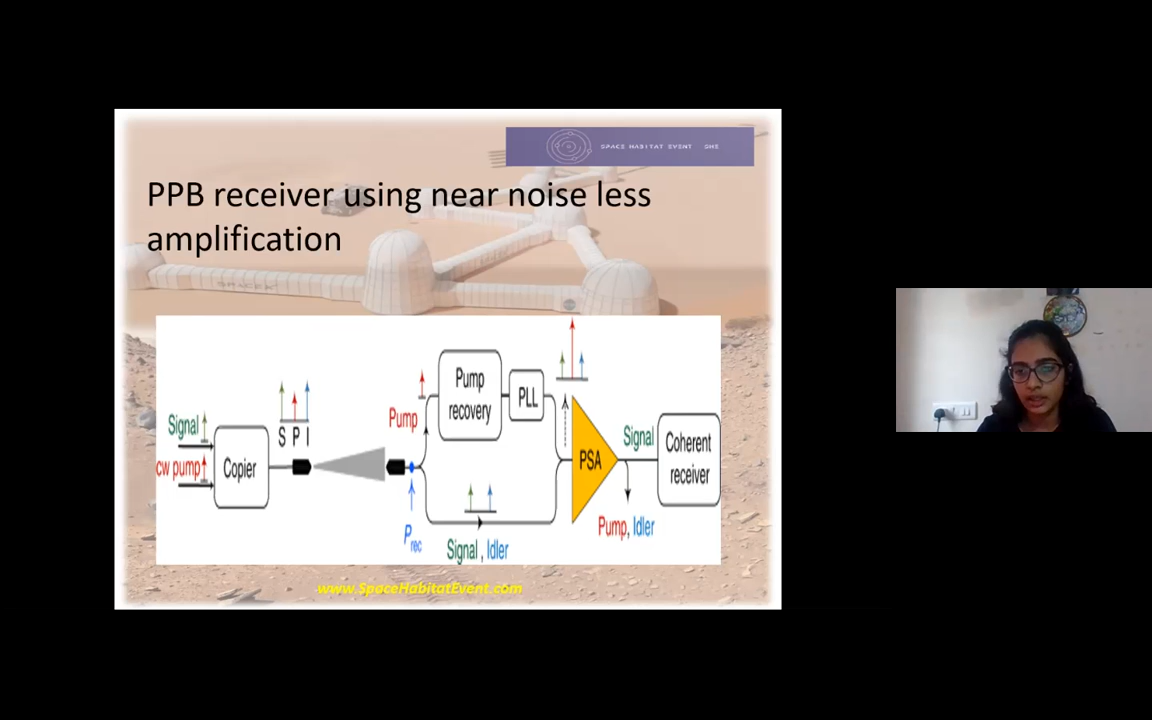 SPACE HABITAT EVENT SHE
PPB receiver using near noise less
amplification
SPACEX
Signal
cw pump
Copier
S P I
Pump
P rec
Pump
recovery
PLL
Signal , Idler
PSA
Signal
Pump, Idler
Coherent
receiver
www.SpaceHabitatEvent.com